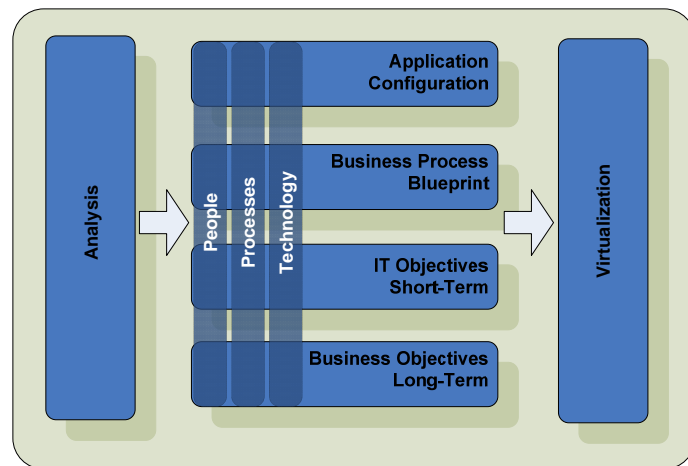 Analysis
People
Processes
Technology
Application
Configuration
Business Process
Blueprint
IT Objectives
Short-Term
Business Objectives
Long-Term
Virtualization